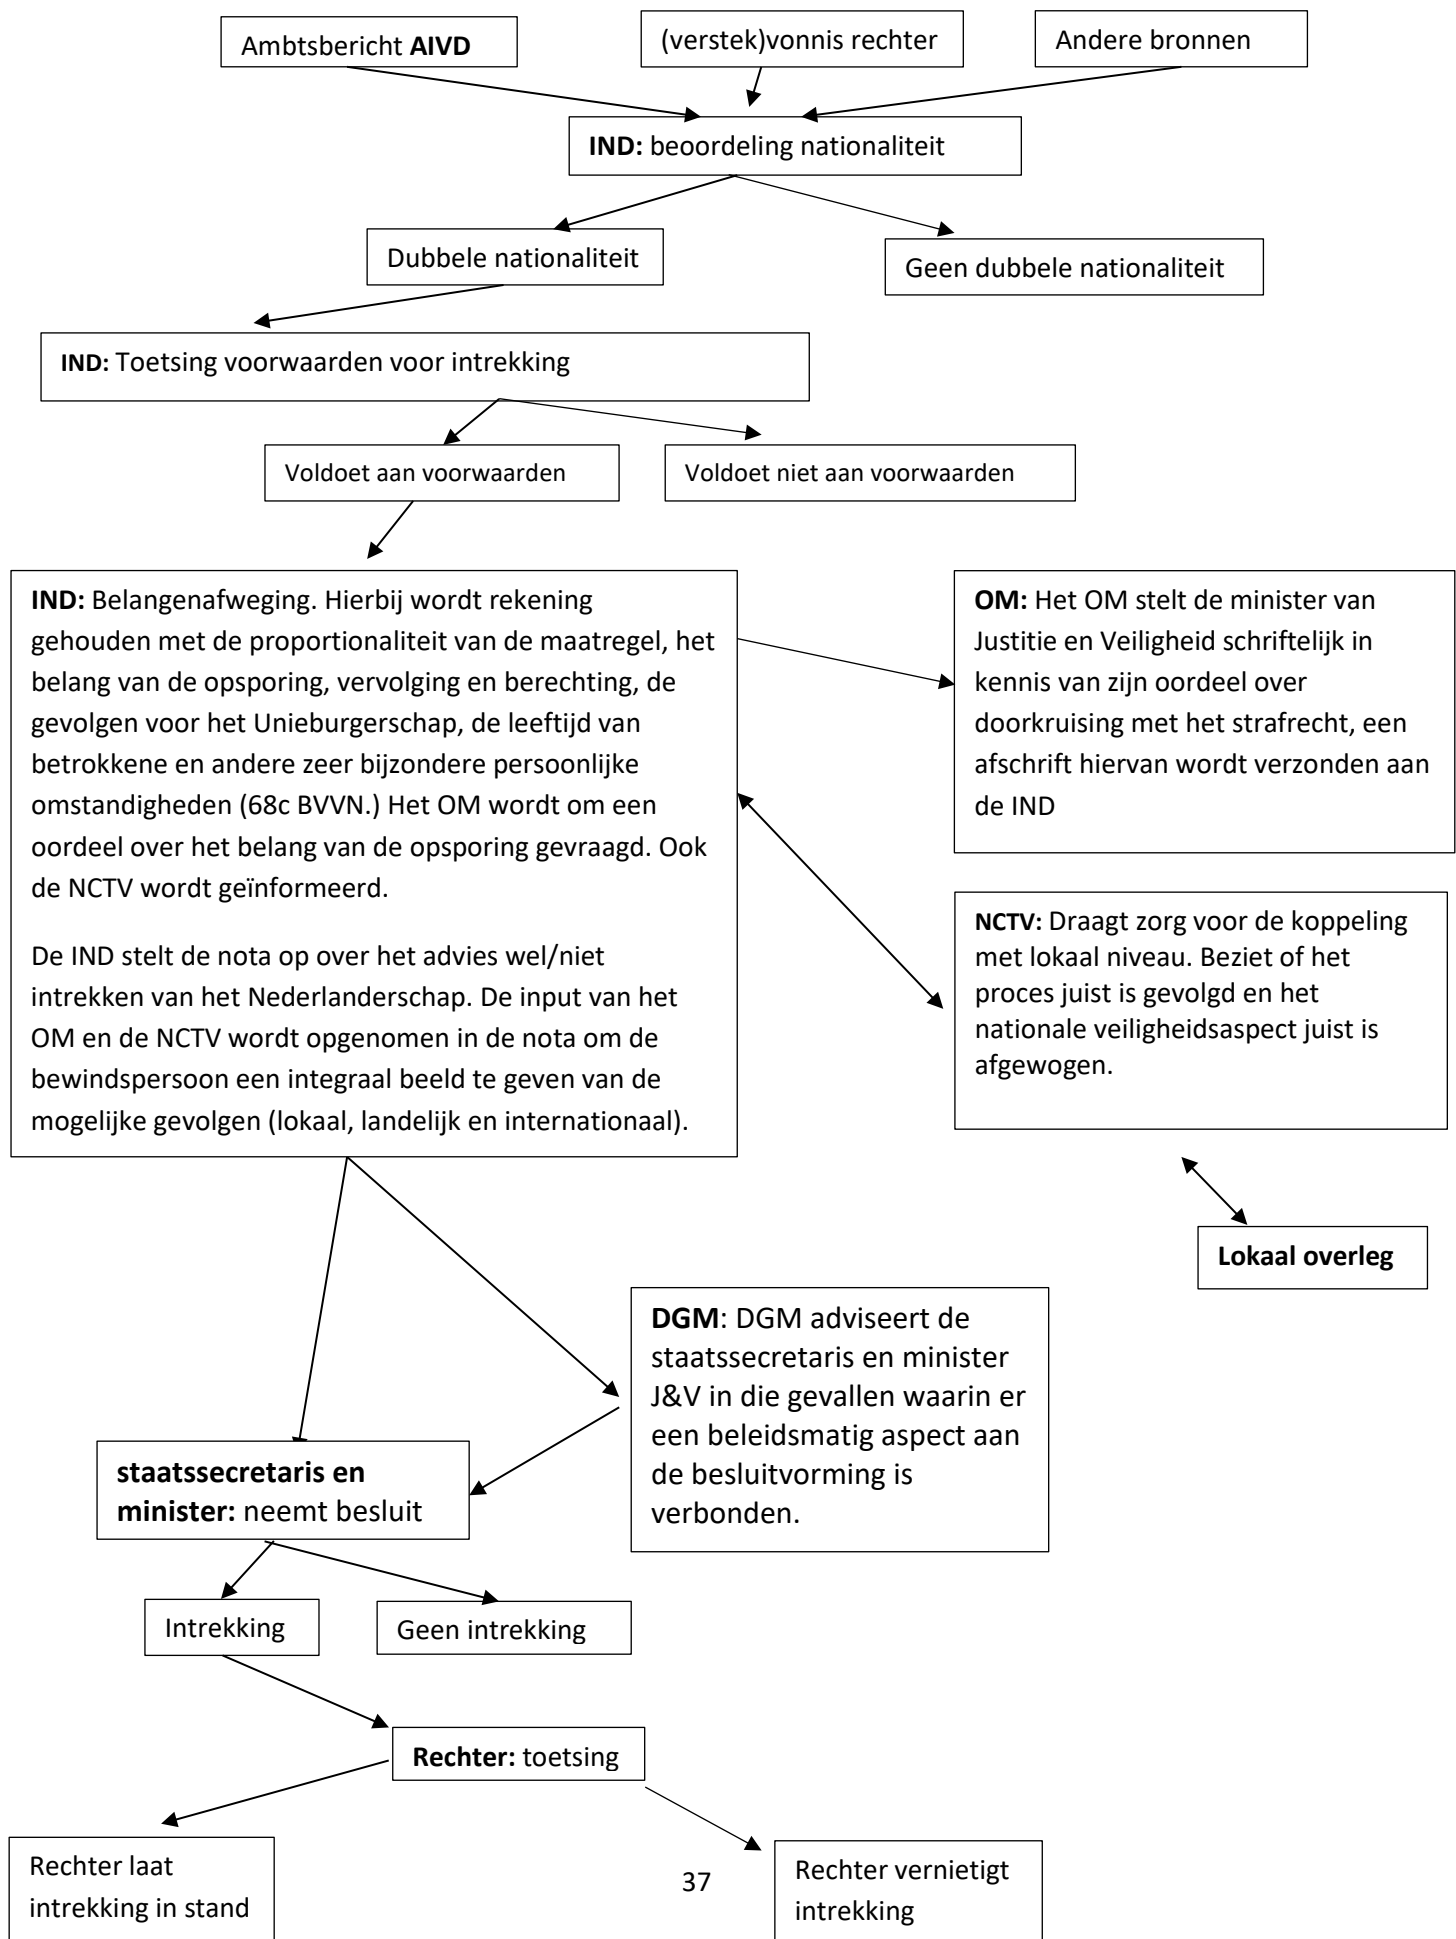 Ambtsbericht AIVD
(verstek)vonnis rechter
Andere bronnen
IND: beoordeling nationaliteit
Dubbele nationaliteit
Geen dubbele nationaliteit
IND: Toetsing voorwaarden voor intrekking
Voldoet aan voorwaarden
Voldoet niet aan voorwaarden
IND: Belangenafweging. Hierbij wordt rekening
gehouden met de proportionaliteit van de maatregel, het
belang van de opsporing, vervolging en berechting, de
gevolgen voor het Unieburgerschap, de leeftijd van
betrokkene en andere zeer bijzondere persoonlijke
omstandigheden (68c BVVN.) Het OM wordt om een
oordeel over het belang van de opsporing gevraagd. Ook
de NCTV wordt geïnformeerd.
De IND stelt de nota op over het advies wel/niet
intrekken van het Nederlanderschap. De input van het
OM en de NCTV wordt opgenomen in de nota om de
bewindspersoon een integraal beeld te geven van de
mogelijke gevolgen (lokaal, landelijk en internationaal).
OM: Het OM stelt de minister van
Justitie en Veiligheid schriftelijk in
kennis van zijn oordeel over
doorkruising met het strafrecht, een
afschrift hiervan wordt verzonden aan
de IND
NCTV: Draagt zorg voor de koppeling
met lokaal niveau. Beziet of het
proces juist is gevolgd en het
nationale veiligheidsaspect juist is
afgewogen.
Lokaal overleg
DGM: DGM adviseert de
staatssecretaris en minister
J&V in die gevallen waarin er
een beleidsmatig aspect aan
de besluitvorming is
verbonden.
staatssecretaris en
minister: neemt besluit
Intrekking
Geen intrekking
Rechter: toetsing
Rechter laat
intrekking in stand
37
Rechter vernietigt
intrekking